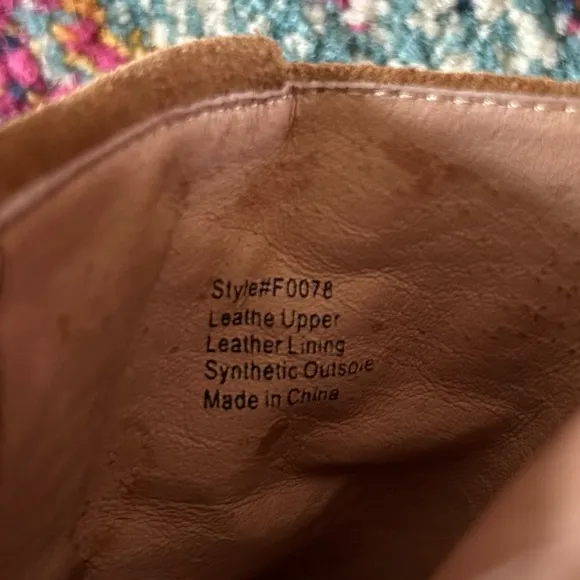 Style#F0078
Leathe Upper
Leather Lining
Synthetic Outsole
Made in China